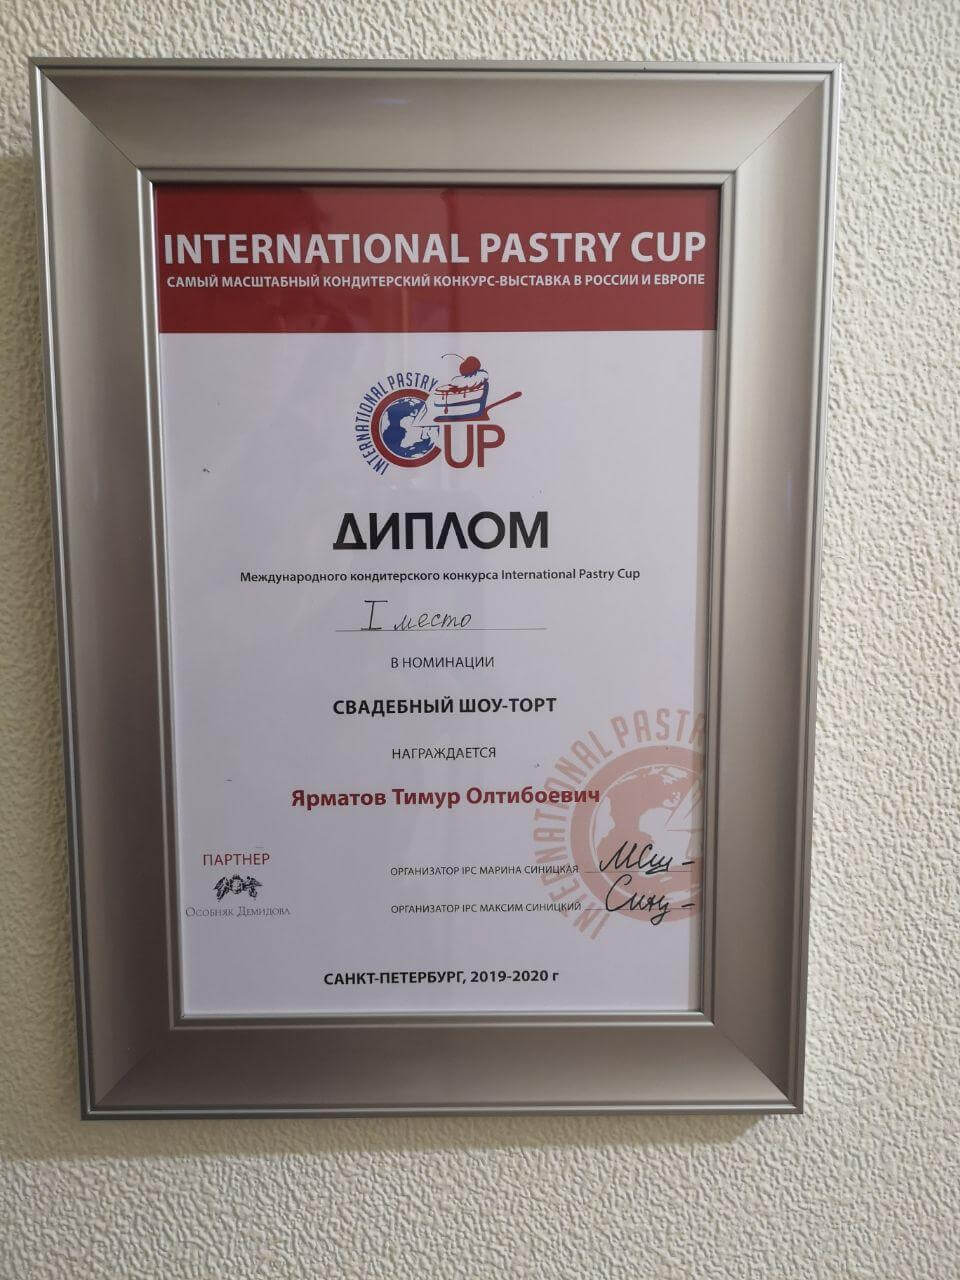 INTERNATIONAL PASTRY CUP
САМЫЙ МАСШТАБНЫЙ КОНДИТЕРСКИЙ КОНКУРС-ВЫСТАВКА В РОССИИ И ЕВРОПЕ
INTERNATIONAL PASTRY
CUP
ДИПЛОМ
Международного кондитерского конкурса International Pastry Cup
I место
В НОМИНАЦИИ
СВАДЕБНЫЙ ШОУ-ТОРТ
НАГРАЖДАЕТСЯ
Ярматов Тимур Олтибоевич
INTERNATIONAL PASTRY
ПАРТНЕР
Особняк Демидова
ОРГАНИЗАТОР IPC МАРИНА СИНИЦКАЯ
ОРГАНИЗАТОР IPC МАКСИМ СИНИЦКИЙ
САНКТ-ПЕТЕРБУРГ, 2019-2020 г